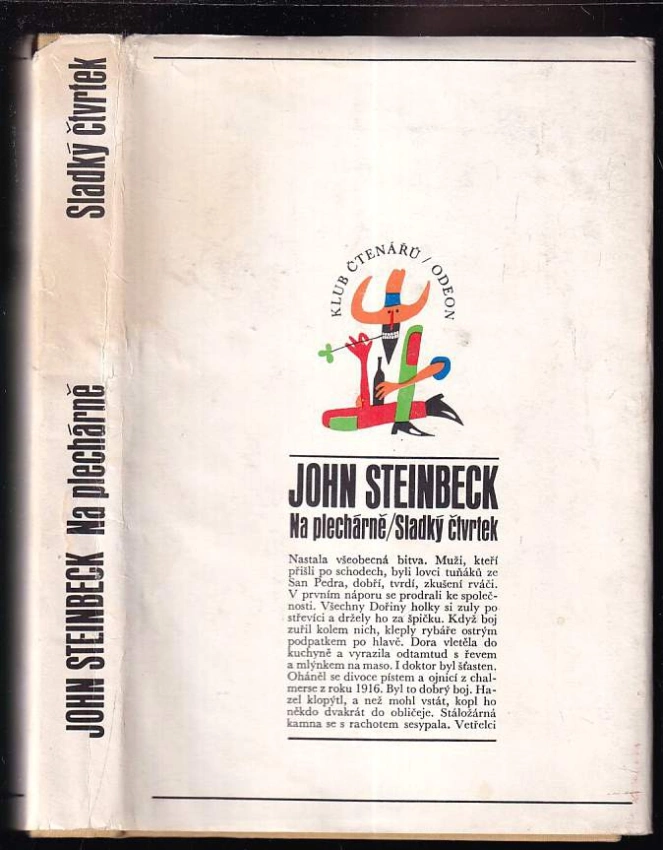 Sladký čtvrtek
JOHN STEINBECK Na plechárně
KLUB ČTENÁŘŮ / ODEON
JOHN STEINBECK
Na plechárně/Sladký čtvrtek
Nastala všeobecná bitva. Muži, kteří
přišli po schodech, byli lovci tuňáků ze
San Pedra, dobří, tvrdí, zkušení rváči.
V prvním náporu se prodrali ke společ-
nosti. Všechny Dořiny holky si zuly po
střevíci a držely ho za špičku. Když boj
zuřil kolem nich, kleply rybáře ostrým
podpatkem po hlavě. Dora vletěla do
kuchyně a vyrazila odtamtud s řevem
a mlýnkem na maso. I doktor byl šťasten.
Oháněl se divoce pístem a ojnicí z chal-
merse z roku 1916. Byl to dobrý boj. Ha-
zel klopýtl, a než mohl vstát, kopl ho
někdo dvakrát do obličeje. Stáložárná
kamna se s rachotem sesypala. Vetřelci